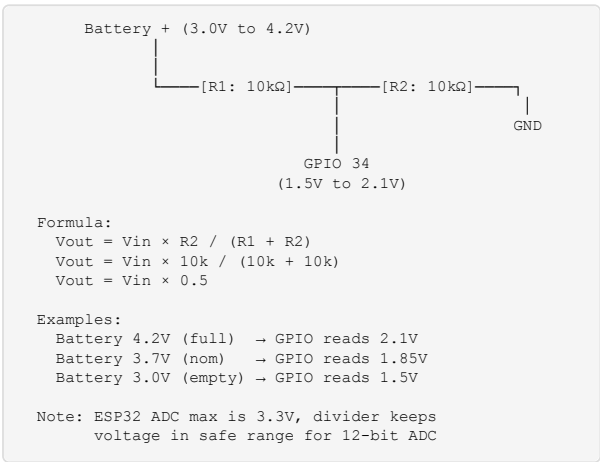 Battery + (3.0V to 4.2V)
[R1: 10kΩ] [R2: 10kΩ]
GND
GPIO 34
(1.5V to 2.1V)
Formula:
Vout = Vin × R2 / (R1 + R2)
Vout = Vin × 10k / (10k + 10k)
Vout = Vin × 0.5
Examples:
Battery 4.2V (full) → GPIO reads 2.1V
Battery 3.7V (nom) → GPIO reads 1.85V
Battery 3.0V (empty) → GPIO reads 1.5V
Note: ESP32 ADC max is 3.3V, divider keeps
voltage in safe range for 12-bit ADC